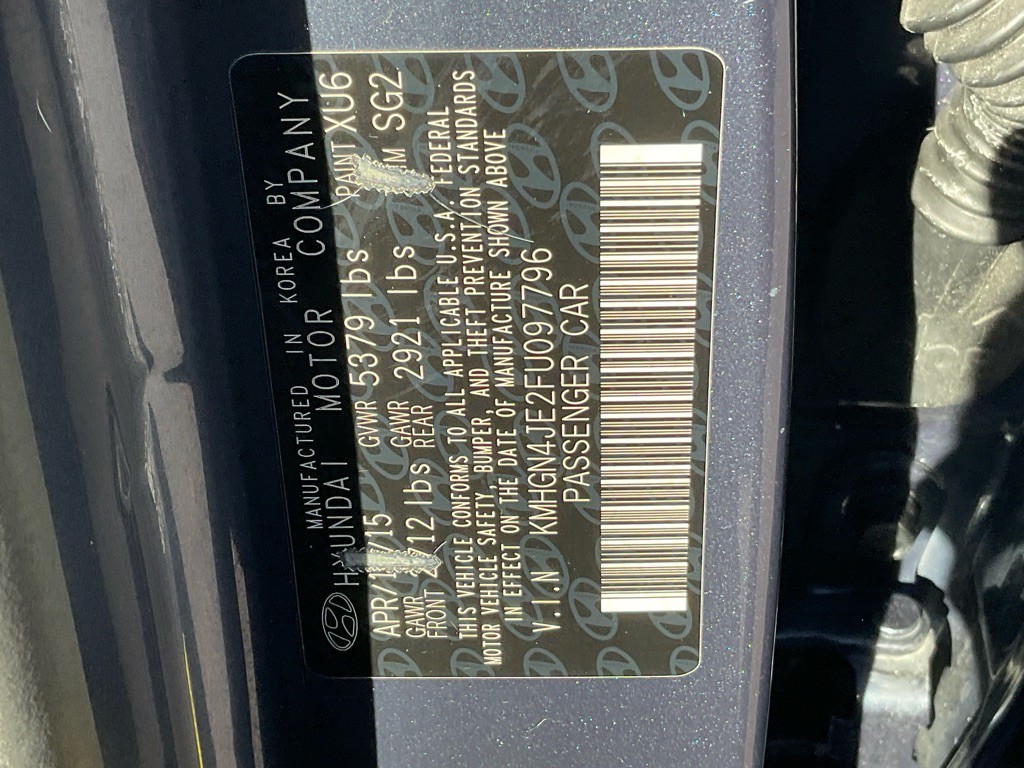 MANUFACTURED IN KOREA BY
HYUNDAI MOTOR COMPANY
APR/1 /15 GVWR 5379 lbs PAINT XU6
GAWR FRONT 2 12 lbs GAWR REAR 2921 lbs SG2
THIS VEHICLE CONFORMS TO ALL APPLICABLE U.S.A. FEDERAL
MOTOR VEHICLE SAFETY, BUMPER, AND THEFT PREVENTION STANDARDS
IN EFFECT ON THE DATE OF MANUFACTURE SHOWN ABOVE
V.I.N KMHGN4JE2FU097796
PASSENGER CAR